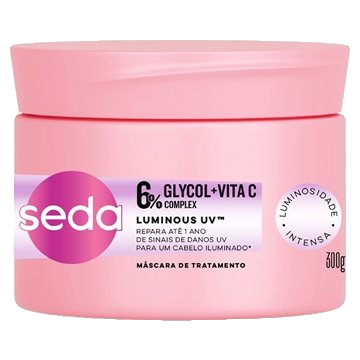 seda
6% GLYCOL+VITA C
COMPLEX
LUMINOUS UV™
REPARA ATÉ 1 ANO
DE SINAIS DE DANOS UV
PARA UM CABELO ILUMINADO*
MÁSCARA DE TRATAMENTO
LUMINOSIDADE
INTENSA
300g